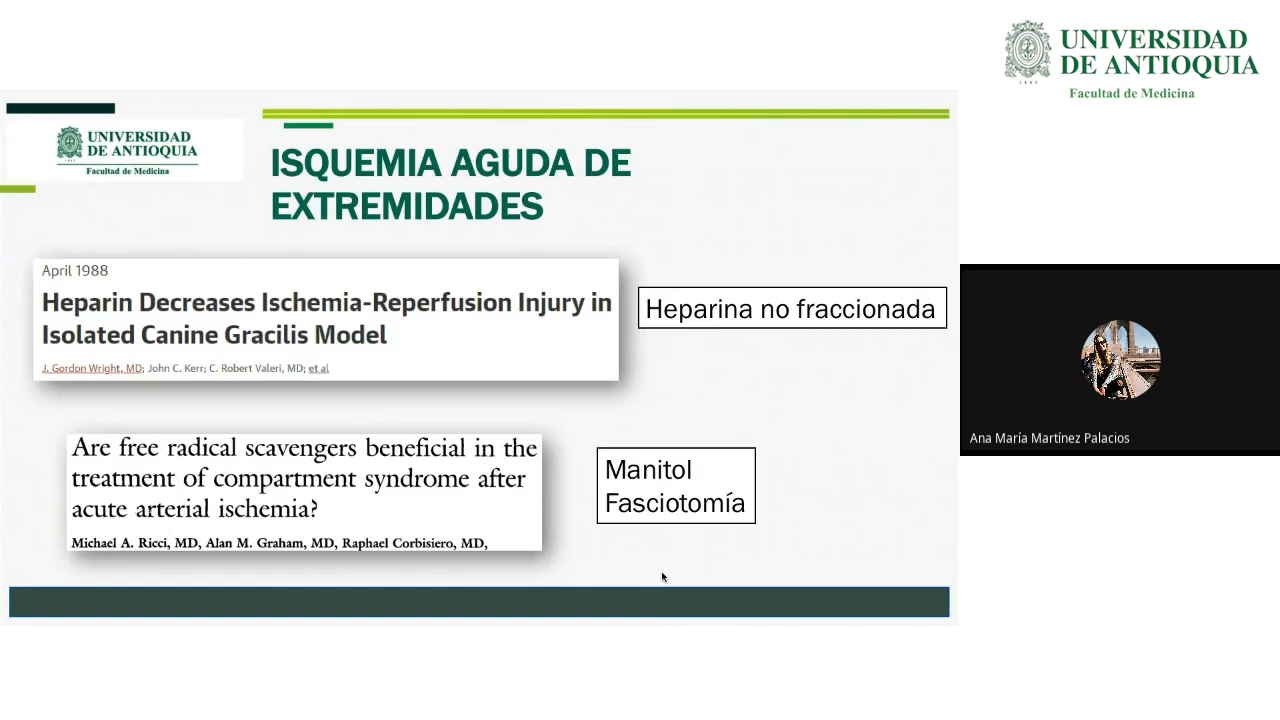 UNIVERSIDAD
DE ANTIOQUIA
Facultad de Medicina
UNIVERSIDAD
DE ANTIOQUIA
Facultad de Medicina
ISQUEMIA AGUDA DE
EXTREMIDADES
April 1988
Heparin Decreases Ischemia-Reperfusion Injury in
Isolated Canine Gracilis Model
J. Gordon Wright, MD; John C. Kerr; C. Robert Valeri, MD; et al
Heparina no fraccionada
Are free radical scavengers beneficial in the
treatment of compartment syndrome after
acute arterial ischemia?
Michael A. Ricci, MD, Alan M. Graham, MD, Raphael Corbisiero, MD,
Manitol
Fasciotomía
Ana María Martínez Palacios